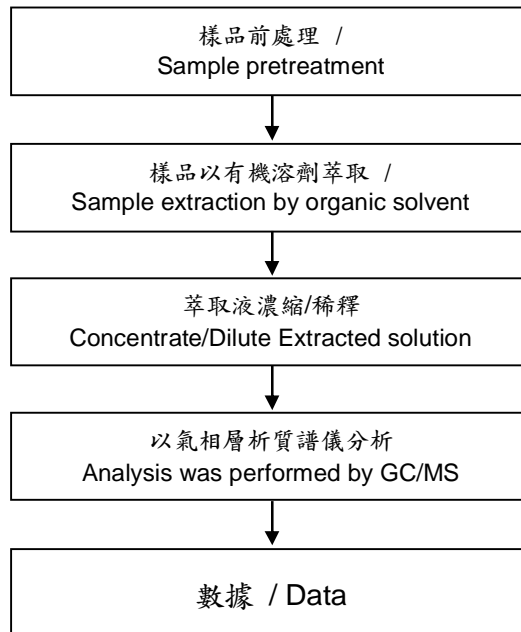 樣品前處理 /
Sample pretreatment
樣品以有機溶劑萃取 /
Sample extraction by organic solvent
萃取液濃縮/稀釋
Concentrate/Dilute Extracted solution
以氣相層析質譜儀分析
Analysis was performed by GC/MS
數據 / Data